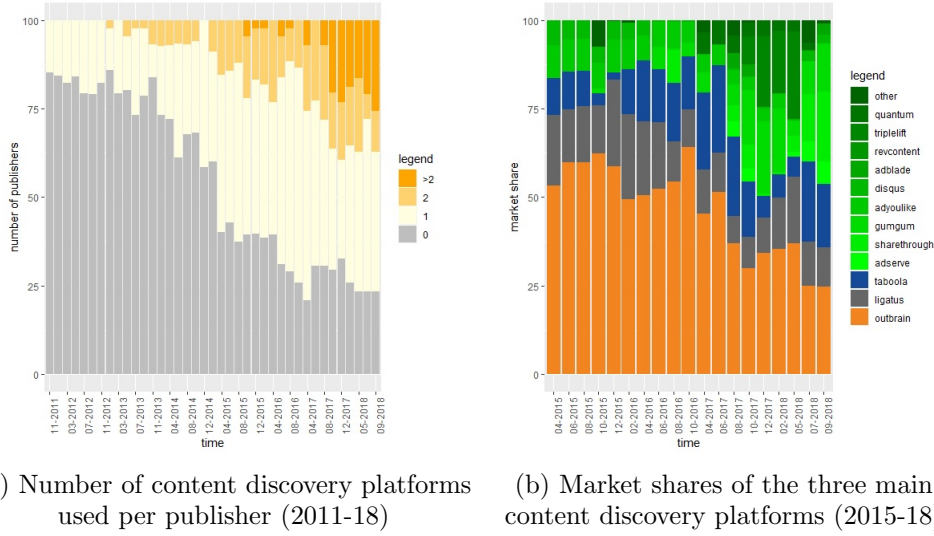 100
75
50
25
0
number of publishers
11-2011
03-2012
07-2012
11-2012
03-2013
07-2013
11-2013
04-2014
08-2014
12-2014
04-2015
08-2015
12-2015
04-2016
08-2016
04-2017
08-2017
12-2017
05-2018
09-2018
time
legend
>2
2
1
0
100
75
50
25
0
market share
04-2015
06-2015
08-2015
10-2015
12-2015
02-2016
04-2016
06-2016
08-2016
10-2016
04-2017
06-2017
08-2017
10-2017
12-2017
02-2018
05-2018
07-2018
09-2018
time
legend
other
quantum
triplelift
revcontent
adblade
disqus
adyoulike
gumgum
sharethrough
adserve
taboola
ligatus
outbrain
) Number of content discovery platforms
used per publisher (2011-18)
(b) Market shares of the three main
content discovery platforms (2015-18